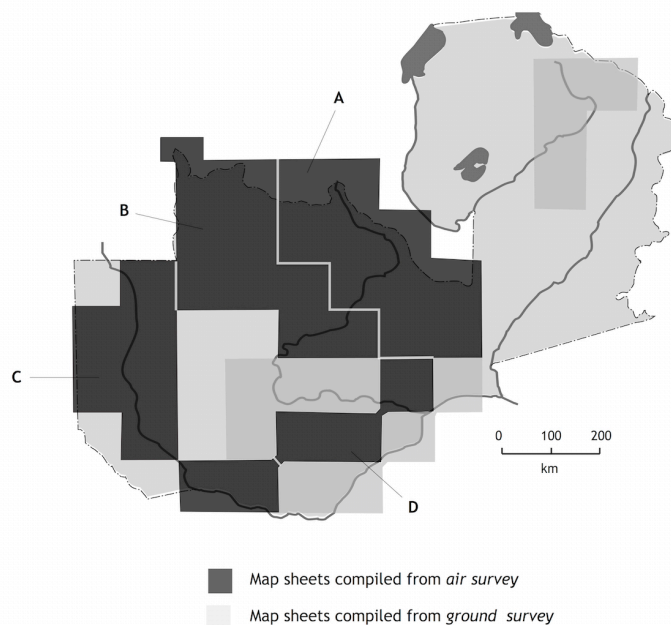 A
B
C
D
0 100 200
km
Map sheets compiled from air survey
Map sheets compiled from ground survey